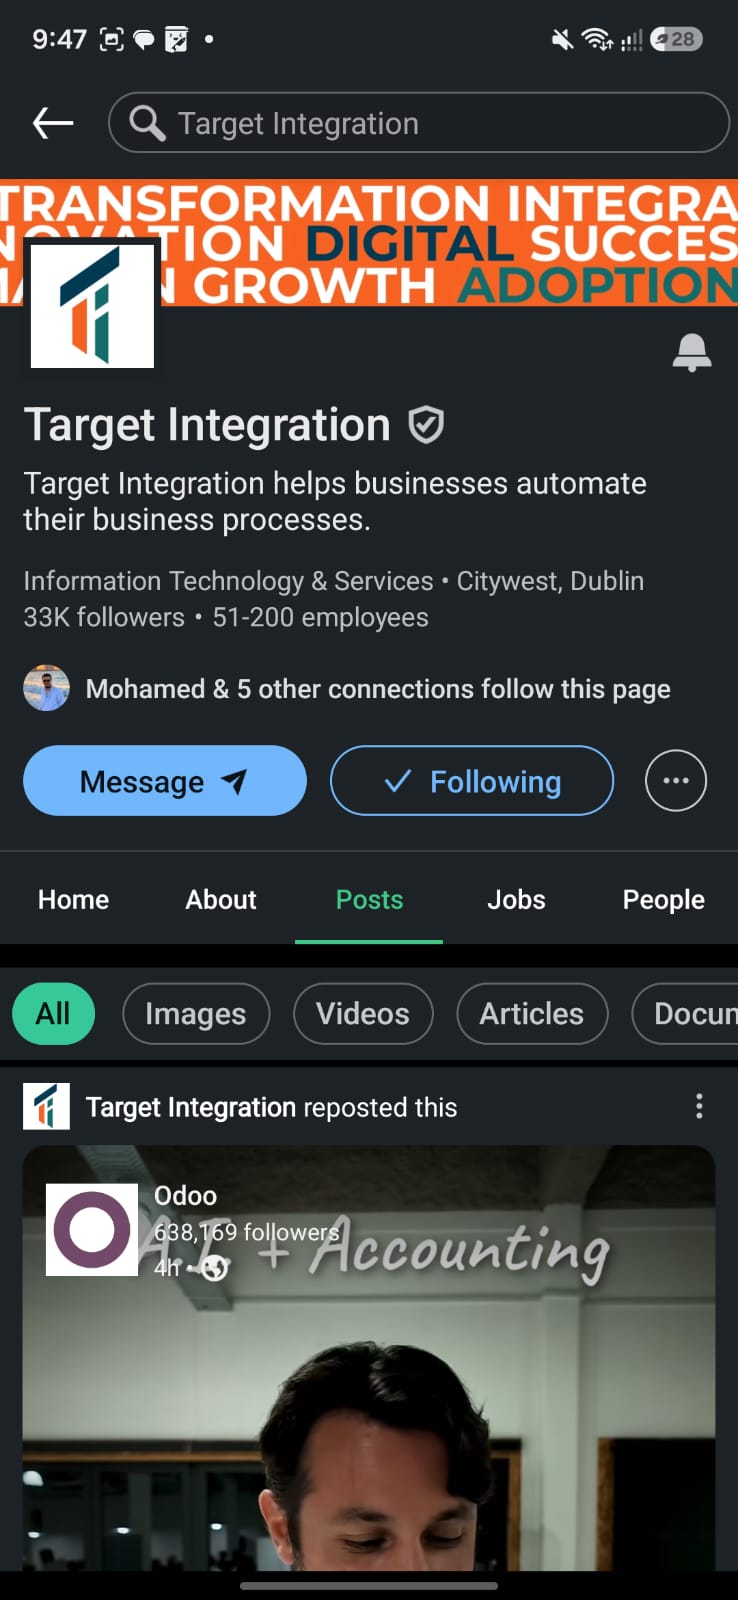 9:47
28
Target Integration
TRANSFORMATION INTEGRA
NOVATION DIGITAL SUCCES
N GROWTH ADOPTION
Target Integration
Target Integration helps businesses automate
their business processes.
Information Technology & Services • Citywest, Dublin
33K followers • 51-200 employees
Mohamed & 5 other connections follow this page
Message
Following
Home About Posts Jobs People
All Images Videos Articles Docum
Target Integration reposted this
Odoo
638,169 followers
A.I. + Accounting
4h •